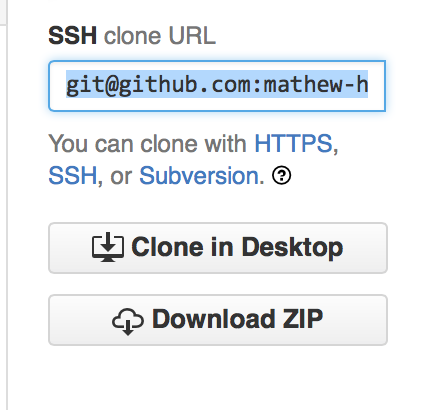 SSH clone URL
git@github.com:mathew-h
You can clone with HTTPS,
SSH, or Subversion. ?
Clone in Desktop
Download ZIP